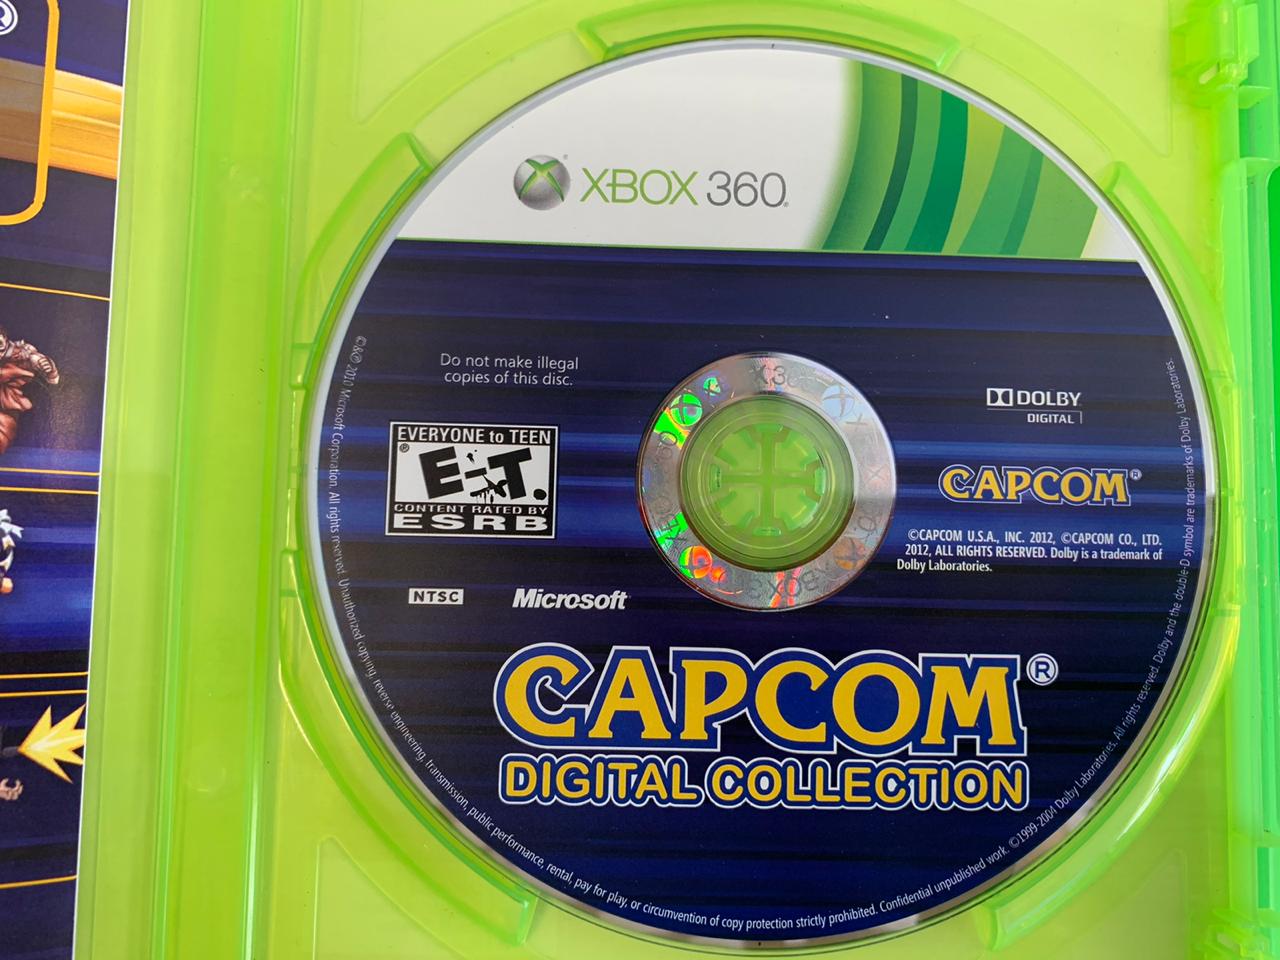 ®
XBOX 360®
Do not make illegal
copies of this disc.
EVERYONE to TEEN
E-T.
®
CONTENT RATED BY
ESRB
NTSC
Microsoft
DOLBY
DIGITAL
CAPCOM®
©CAPCOM U.S.A., INC. 2012, ©CAPCOM CO., LTD.
2012, ALL RIGHTS RESERVED. Dolby is a trademark of
Dolby Laboratories.
CAPCOM®
DIGITAL COLLECTION
©&℗ 2010 Microsoft Corporation. All rights reserved. Unauthorized copying, reverse engineering, transmission, public performance, rental, pay for play, or circumvention of copy protection strictly prohibited. Confidential unpublished work. ©1999-2004 Dolby Laboratories. All rights reserved. Dolby and the double-D symbol are trademarks of Dolby Laboratories.